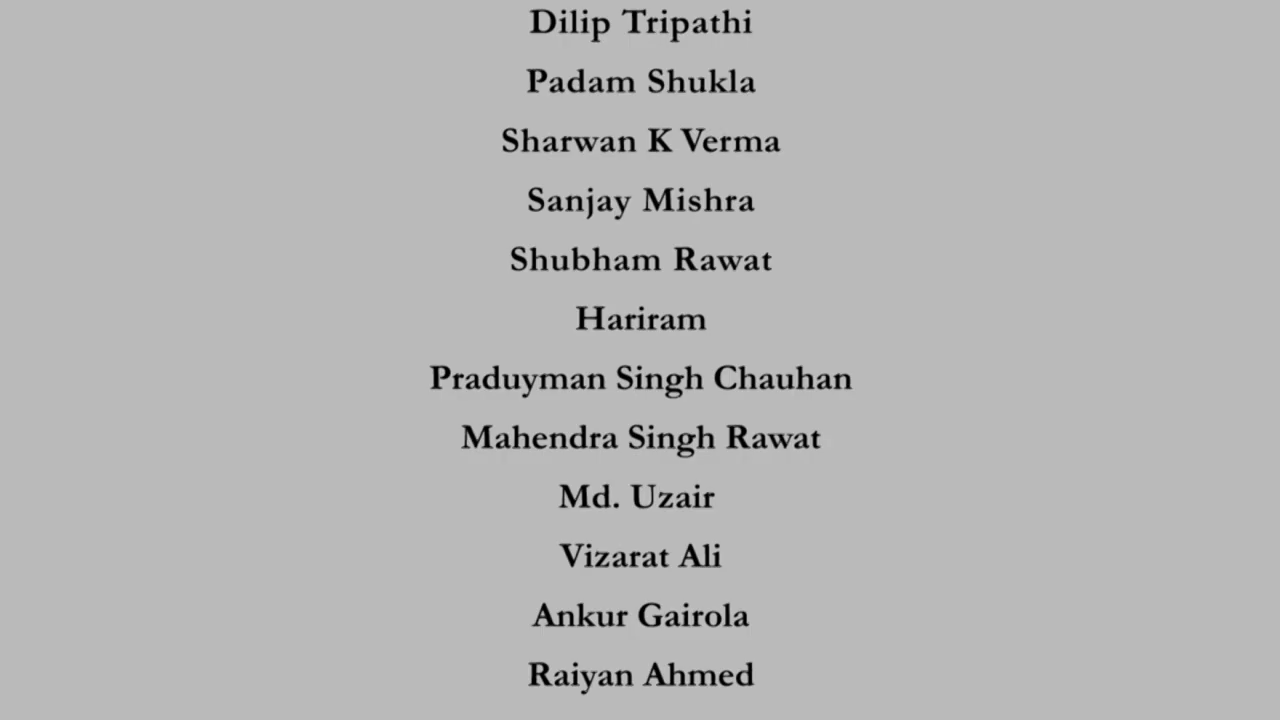 Dilip Tripathi
Padam Shukla
Sharwan K Verma
Sanjay Mishra
Shubham Rawat
Hariram
Praduyman Singh Chauhan
Mahendra Singh Rawat
Md. Uzair
Vizarat Ali
Ankur Gairola
Raiyan Ahmed